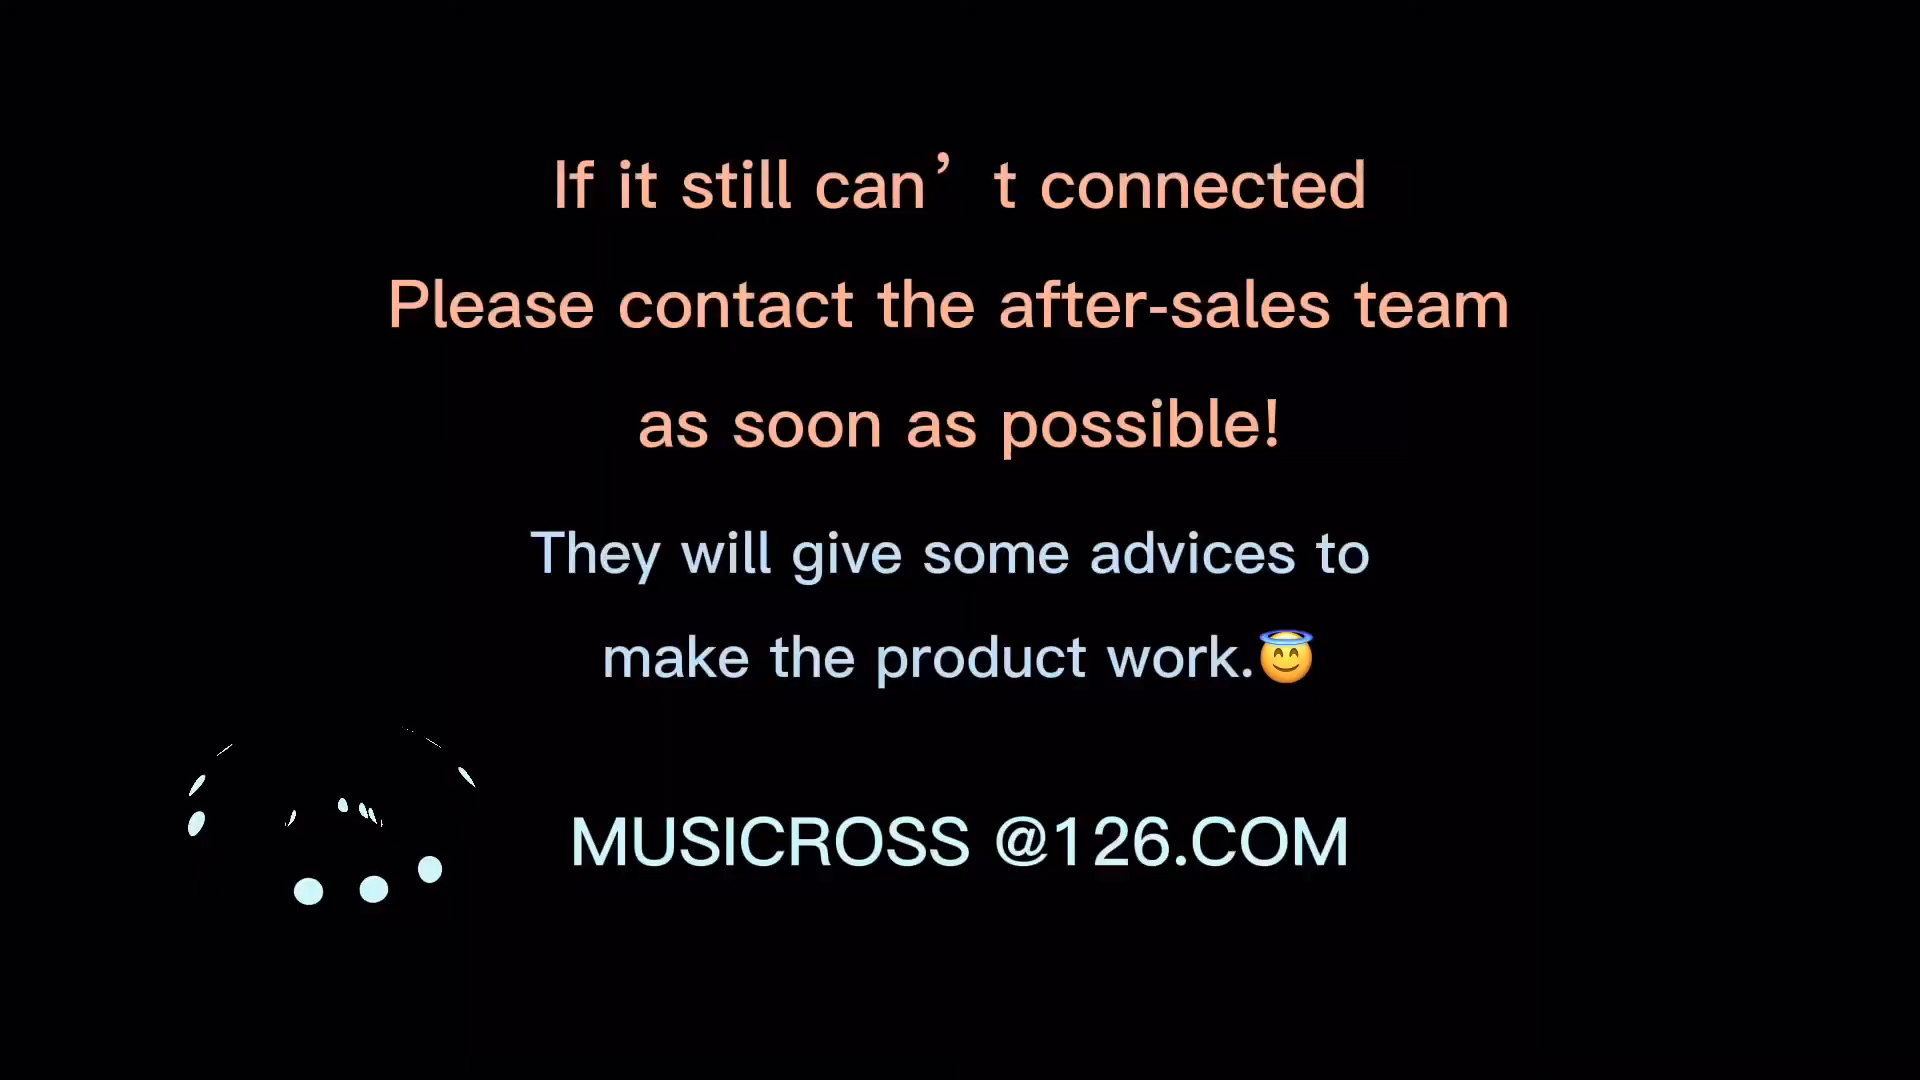 If it still can’t connected
Please contact the after-sales team
as soon as possible!
They will give some advices to
make the product work.😇
MUSICROSS @126.COM